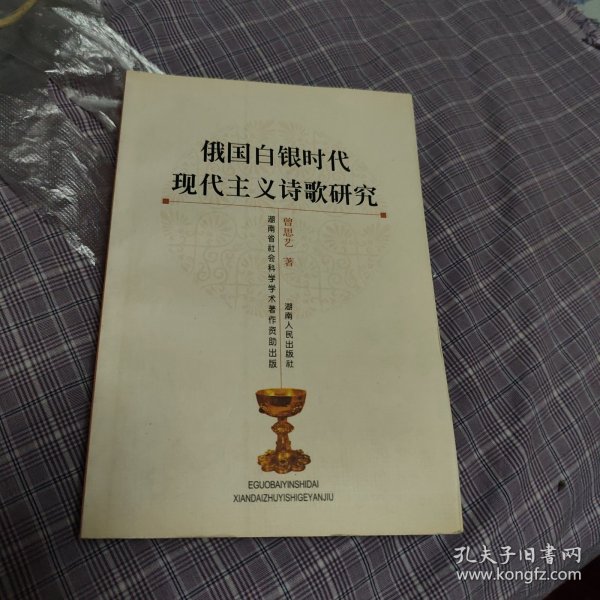 俄国白银时代
现代主义诗歌研究
曾思艺 著
湖南人民出版社
湖南省社会科学学术著作资助出版
EGUOBAIYINSHIDAI
XIANDAIZHUYISHIGEYANJIU
孔夫子旧书网
www.kongfz.com